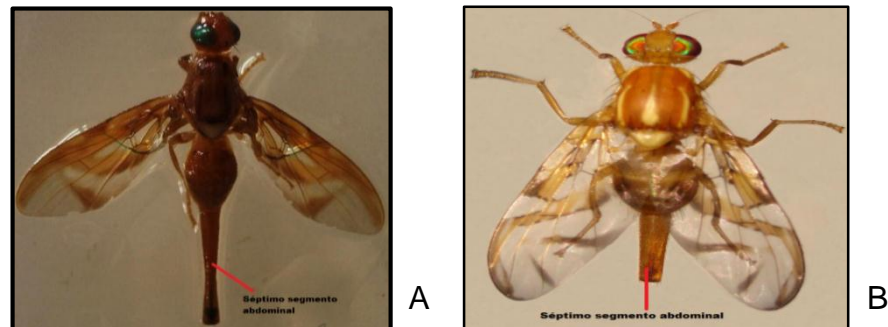 Séptimo segmento
abdominal
A
Séptimo segmento abdominal
B